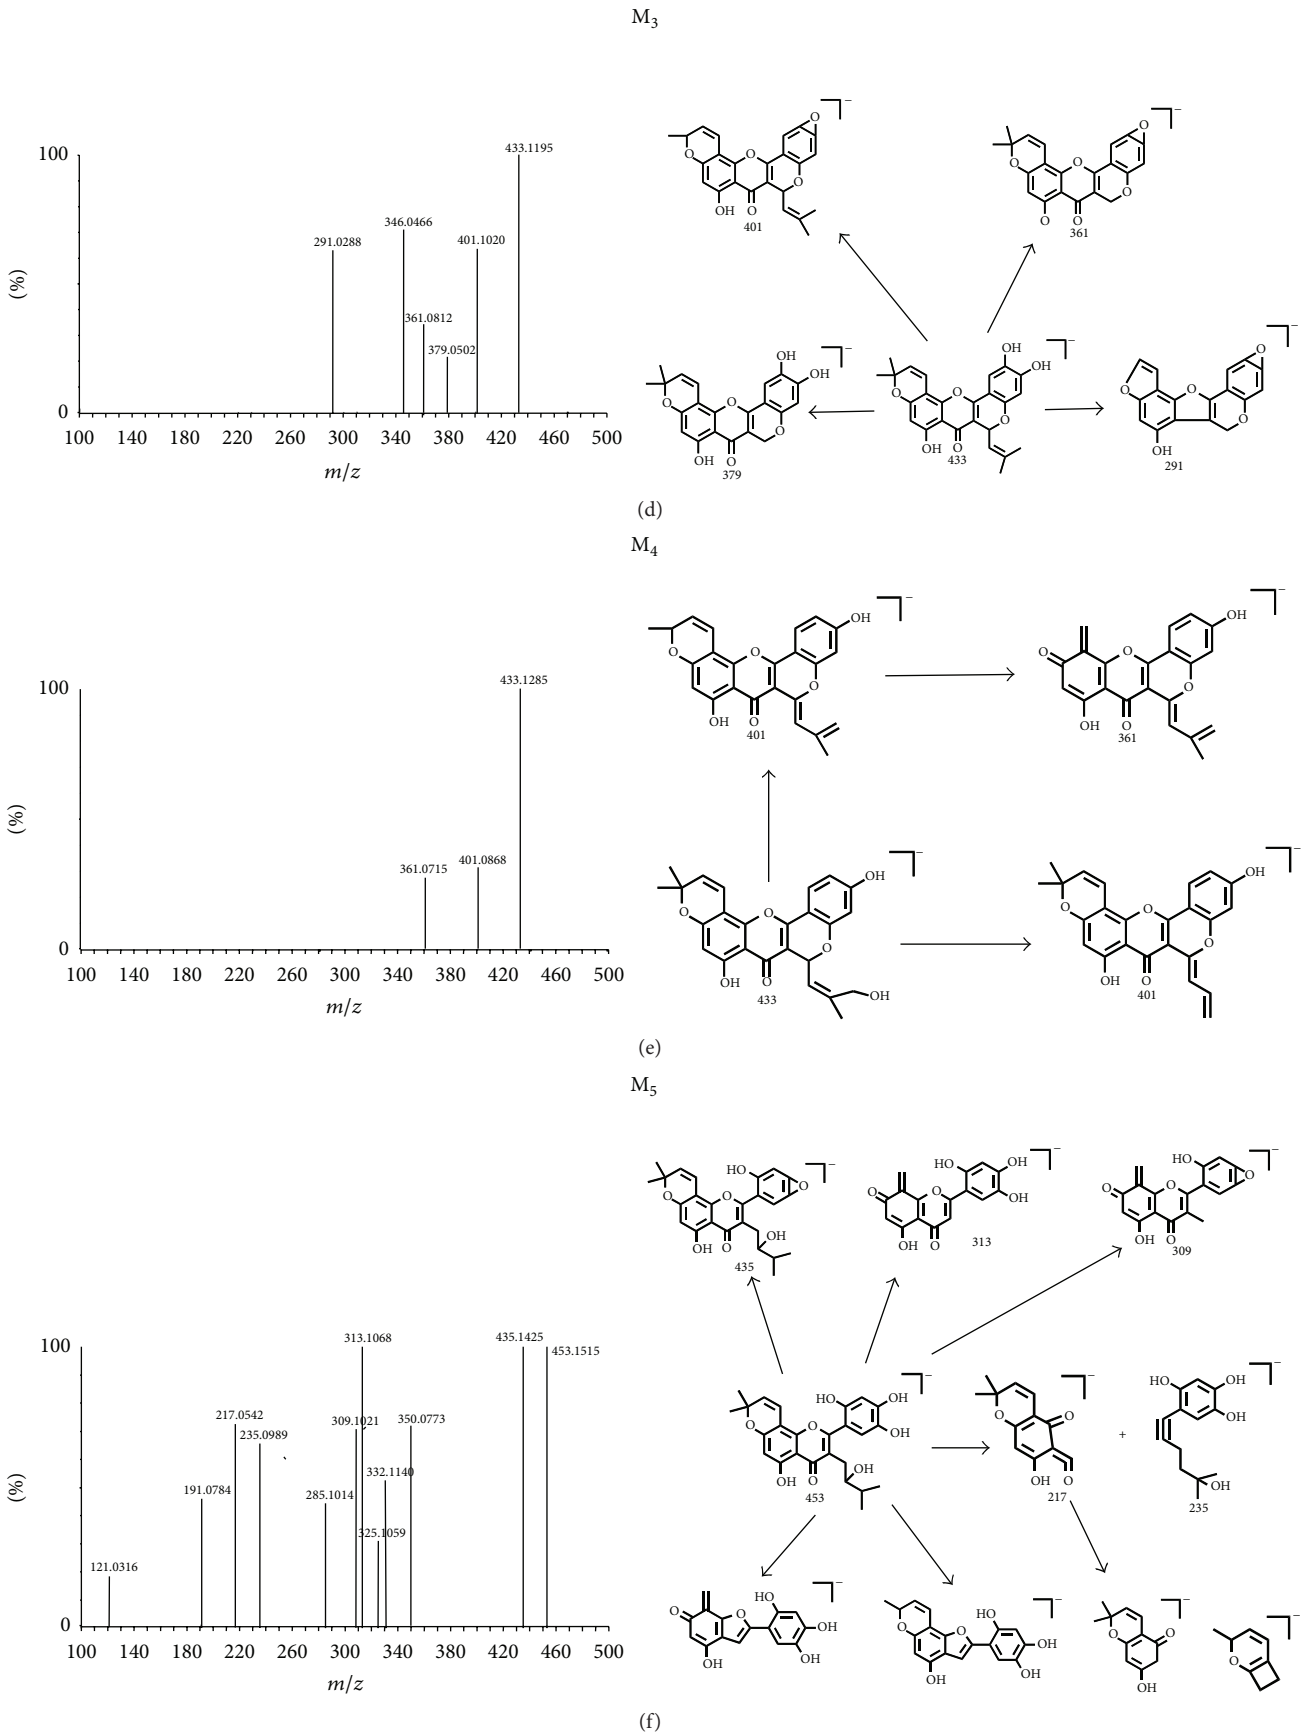 M3
100
0
(%)
433.1195
346.0466
401.1020
291.0288
361.0812
379.0502
100 140 180 220 260 300 340 380 420 460 500
m/z
O
O
O
O
OH
O
401
−
O
O
O
O
O
O
361
−
OH
OH
O
O
O
OH
O
379
−
OH
OH
O
O
O
OH
O
433
−
O
O
O
O
OH
291
−
(d)
M4
100
0
(%)
433.1285
401.0868
361.0715
100 140 180 220 260 300 340 380 420 460 500
m/z
OH
O
O
O
OH
O
401
−
OH
O
O
O
OH
O
361
−
OH
O
O
O
OH
O
OH
433
−
OH
O
O
O
OH
O
401
−
(e)
M5
100
0
(%)
313.1068
435.1425
453.1515
217.0542
309.1021
350.0773
235.0989
332.1140
191.0784
285.1014
325.1059
121.0316
100 140 180 220 260 300 340 380 420 460 500
m/z
HO
O
O
O
OH
O
OH
435
−
HO
OH
OH
O
O
OH
O
313
−
HO
O
O
O
OH
O
309
−
HO
OH
OH
O
O
OH
O
OH
453
−
O
O
OH
O
217
−
+
HO
OH
OH
OH
235
−
HO
OH
OH
O
O
OH
−
HO
OH
OH
O
O
OH
−
O
O
OH
−
O
−
(f)